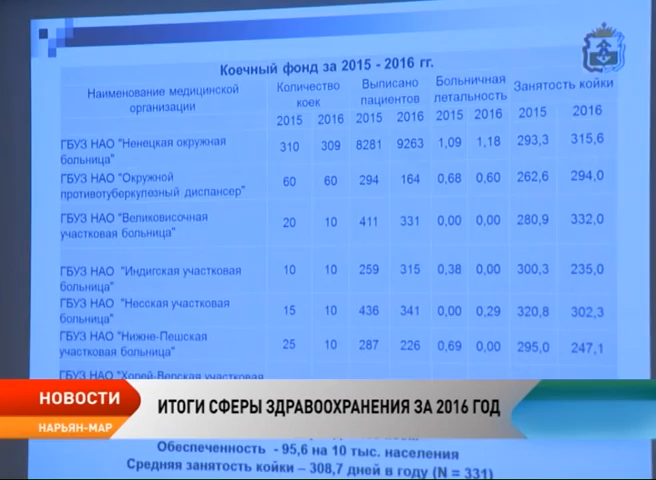 Коечный фонд за 2015 - 2016 гг.
Наименование медицинской организации | Количество коек | Выписано пациентов | Больничная летальность | Занятость койки
2015 2016 2015 2016 2015 2016 2015 2016
ГБУЗ НАО "Ненецкая окружная больница" 310 309 8281 9263 1,09 1,18 293,3 315,6
ГБУЗ НАО "Окружной противотуберкулезный диспансер" 60 60 294 164 0,68 0,60 262,6 294,0
ГБУЗ НАО "Великовисочная участковая больница" 20 10 411 331 0,00 0,00 280,9 332,0
ГБУЗ НАО "Индигская участковая больница" 10 10 259 315 0,38 0,00 300,3 235,0
ГБУЗ НАО "Несская участковая больница" 15 10 436 341 0,00 0,29 320,8 302,3
ГБУЗ НАО "Нижне-Пешская участковая больница" 25 10 287 226 0,69 0,00 295,0 247,1
ГБУЗ НАО "Хорей-Верская участковая
НОВОСТИ
НАРЬЯН-МАР
ИТОГИ СФЕРЫ ЗДРАВООХРАНЕНИЯ ЗА 2016 ГОД
Обеспеченность - 95,6 на 10 тыс. населения
Средняя занятость койки – 308,7 дней в году (N = 331)